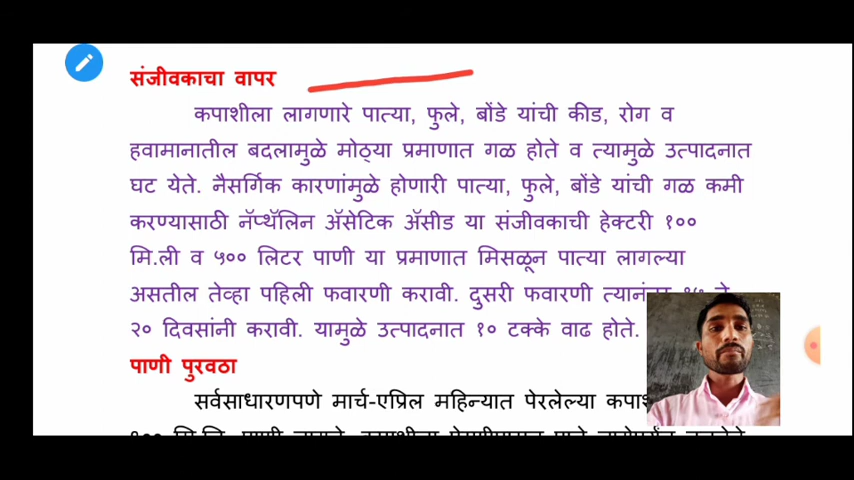 संजीवकाचा वापर
कपाशीला लागणारे पात्या, फुले, बोंडे यांची कीड, रोग व
हवामानातील बदलामुळे मोठ्या प्रमाणात गळ होते व त्यामुळे उत्पादनात
घट येते. नैसर्गिक कारणांमुळे होणारी पात्या, फुले, बोंडे यांची गळ कमी
करण्यासाठी नॅप्थॅलिन ॲसेटिक ॲसीड या संजीवकाची हेक्टरी १००
मि.ली व ५०० लिटर पाणी या प्रमाणात मिसळून पात्या लागल्या
असतील तेव्हा पहिली फवारणी करावी. दुसरी फवारणी
२० दिवसांनी करावी. यामुळे उत्पादनात १० टक्के वाढ होते.
पाणी पुरवठा
सर्वसाधारणपणे मार्च-एप्रिल महिन्यात पेरलेल्या